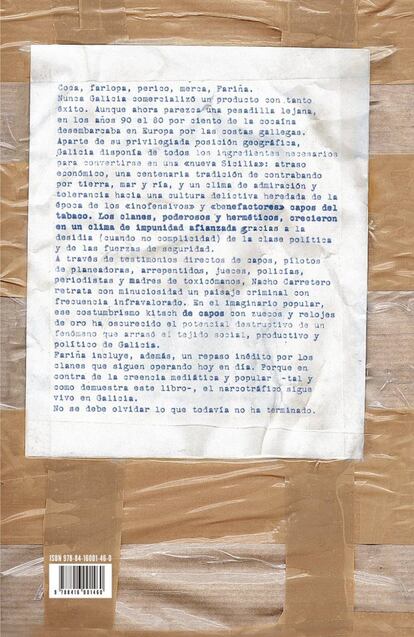 Coca, farlopa, perico, merca, Fariña.
Nunca Galicia comercializó un producto con tanto
éxito. Aunque ahora parezca una pesadilla lejana,
en los años 90 el 80 por ciento de la cocaína
desembarcaba en Europa por las costas gallegas.
Aparte de su privilegiada posición geográfica,
Galicia disponía de todos los ingredientes necesarios
para convertirse en una «nueva Sicilia»: atraso
económico, una centenaria tradición de contrabando
por tierra, mar y ría, y un clima de admiración y
tolerancia hacia una cultura delictiva heredada de la
época de los «inofensivos» y «benefactores» capos del
tabaco. Los clanes, poderosos y herméticos, crecieron
en un clima de impunidad afianzada gracias a la
desidia (cuando no complicidad) de la clase política
y de las fuerzas de seguridad.
A través de testimonios directos de capos, pilotos
de planeadoras, arrepentidos, jueces, policías,
periodistas y madres de toxicómanos, Nacho Carretero
retrata con minuciosidad un paisaje criminal con
frecuencia infravalorado. En el imaginario popular,
ese costumbrismo kitsch de capos con zuecos y relojes
de oro ha oscurecido el potencial destructivo de un
fenómeno que arrasó el tejido social, productivo y
político de Galicia.
Fariña incluye, además, un repaso inédito por los
clanes que siguen operando hoy en día. Porque en
contra de la creencia mediática y popular -tal y
como demuestra este libro-, el narcotráfico sigue
vivo en Galicia.
No se debe olvidar lo que todavía no ha terminado.
ISBN 978-84-16001-46-0
9 788416 001460